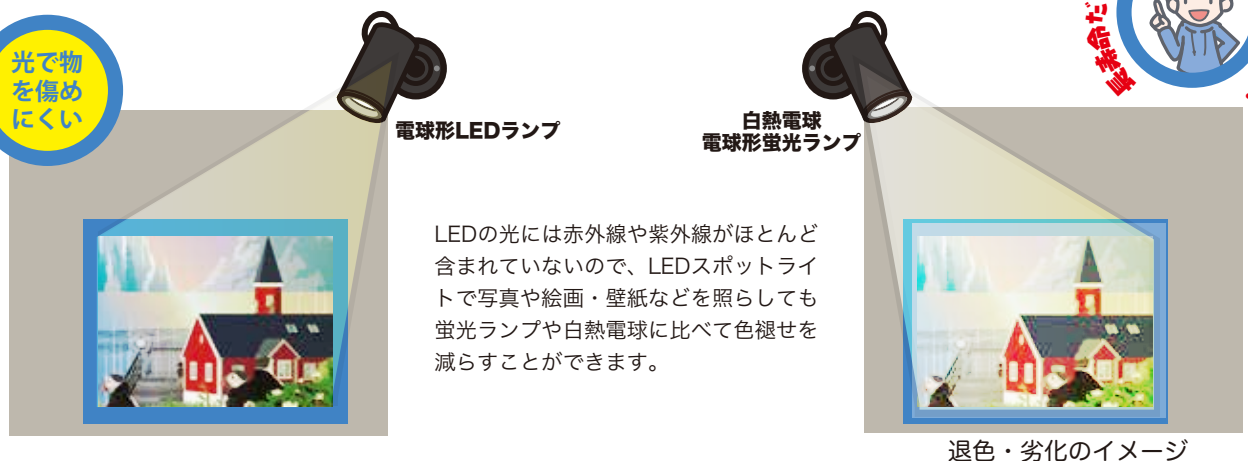 光で物
を傷め
にくい
電球形LEDランプ
白熱電球
電球形蛍光ランプ
LEDの光には赤外線や紫外線がほとんど
含まれていないので、LEDスポットライ
トで写真や絵画・壁紙などを照らしても
蛍光ランプや白熱電球に比べて色褪せを
減らすことができます。
退色・劣化のイメージ
長寿命だ